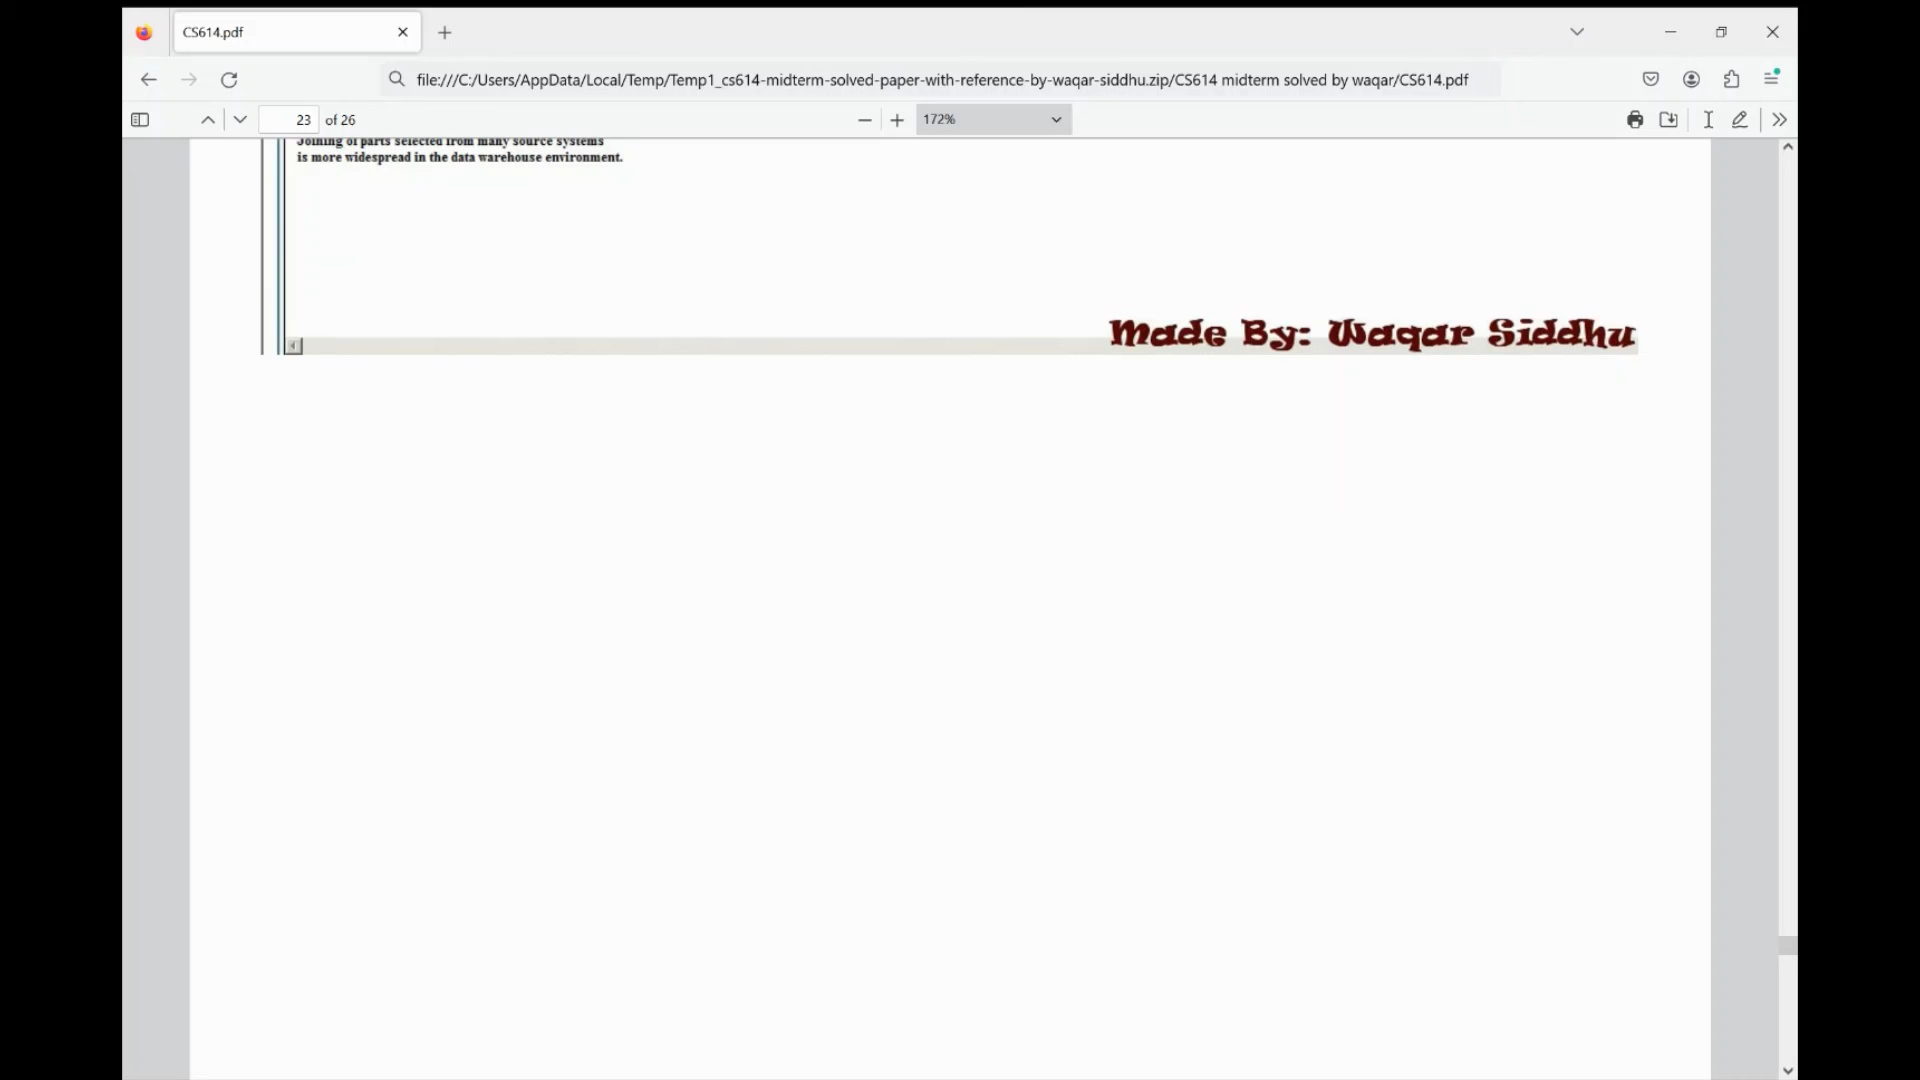 CS614.pdf
file:///C:/Users/AppData/Local/Temp/Temp1_cs614-midterm-solved-paper-with-reference-by-waqar-siddhu.zip/CS614 midterm solved by waqar/CS614.pdf
23 of 26
172%
Joining of parts selected from many source systems
is more widespread in the data warehouse environment.
Made By: Waqar Siddhu